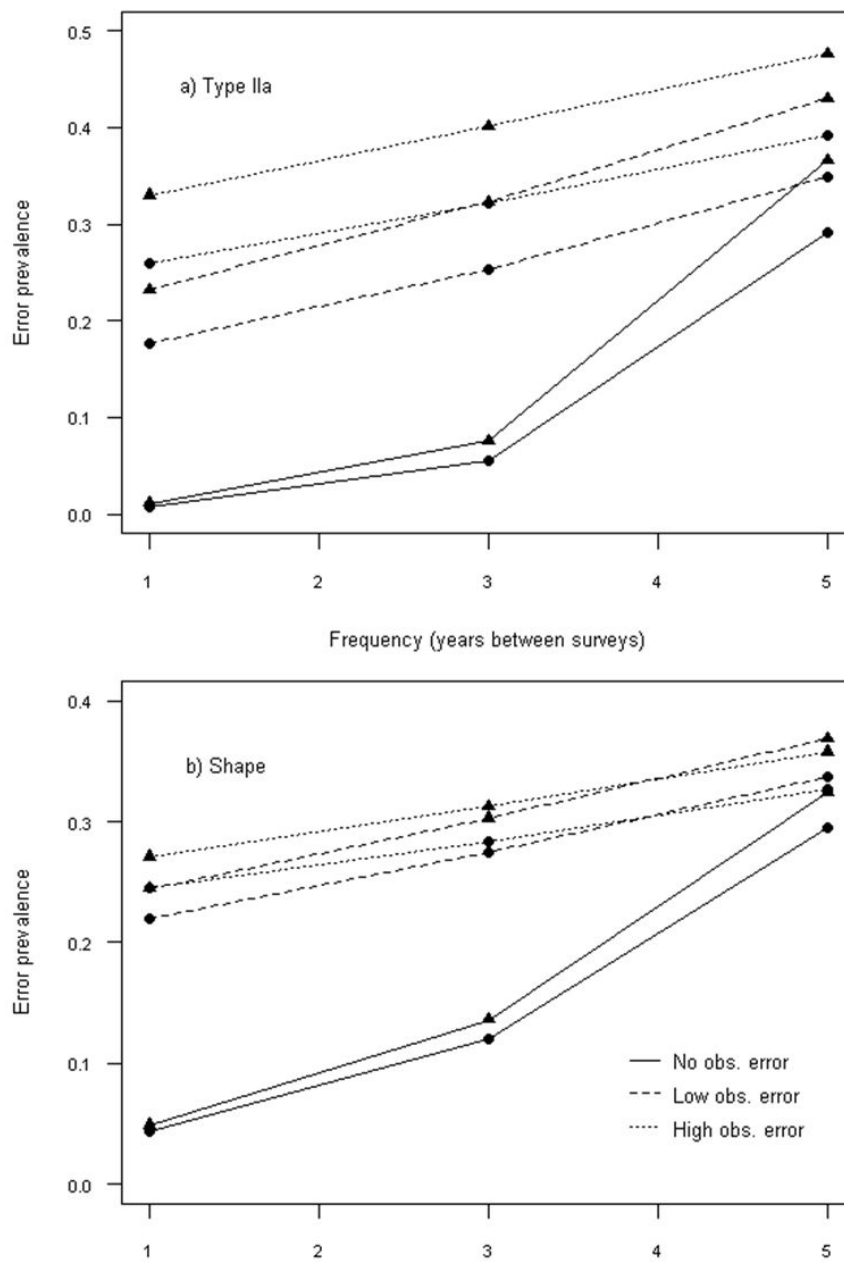 a) Type IIa
Error prevalence
0.5
0.4
0.3
0.2
0.1
0.0
1
2
3
4
5
Frequency (years between surveys)
b) Shape
Error prevalence
0.4
0.3
0.2
0.1
0.0
No obs. error
Low obs. error
High obs. error
1
2
3
4
5